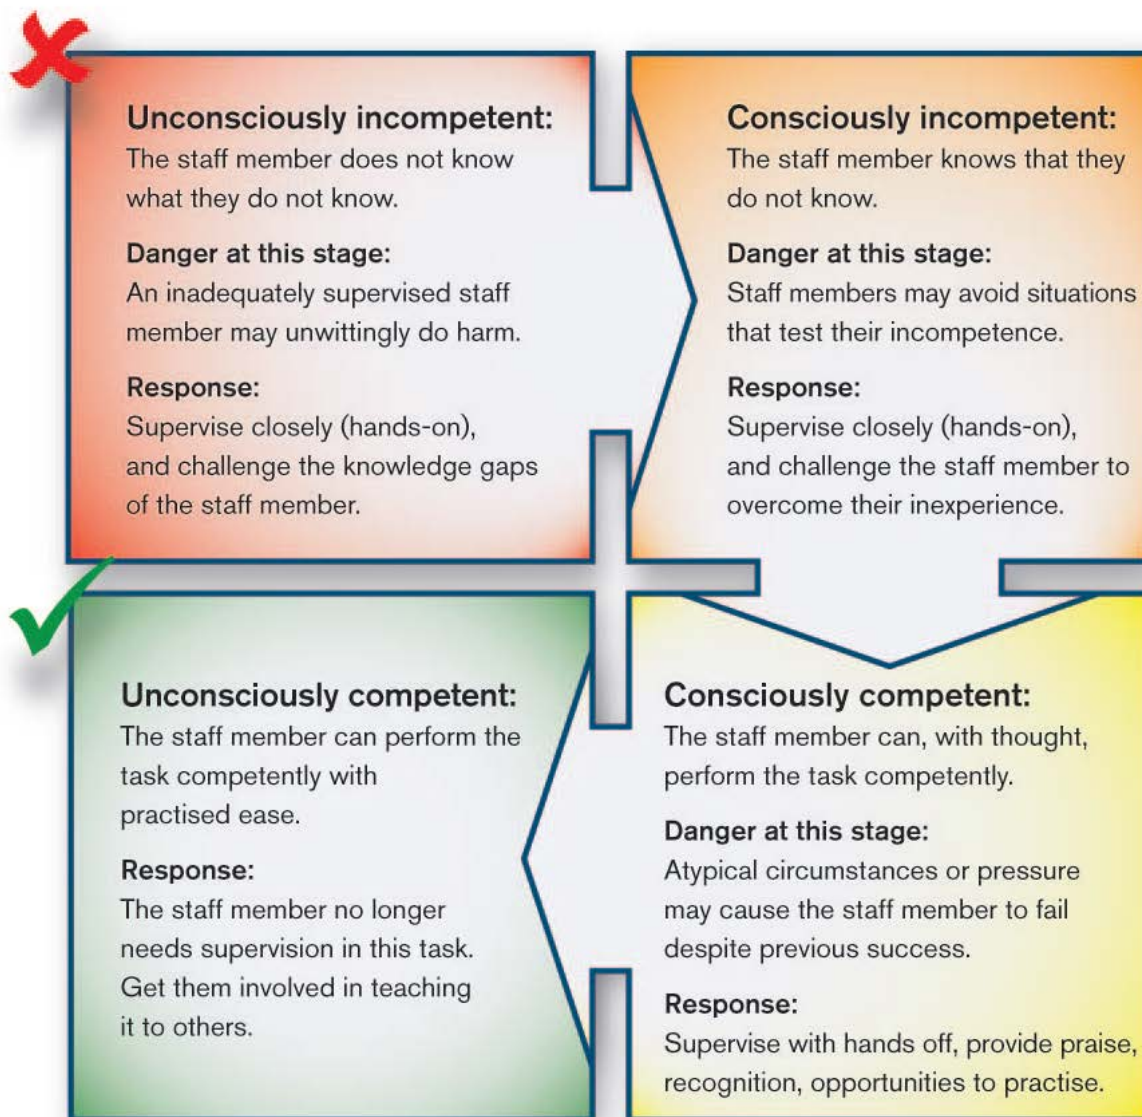 Unconsciously incompetent:
The staff member does not know
what they do not know.
Danger at this stage:
An inadequately supervised staff
member may unwittingly do harm.
Response:
Supervise closely (hands-on),
and challenge the knowledge gaps
of the staff member.
Consciously incompetent:
The staff member knows that they
do not know.
Danger at this stage:
Staff members may avoid situations
that test their incompetence.
Response:
Supervise closely (hands-on),
and challenge the staff member to
overcome their inexperience.
Unconsciously competent:
The staff member can perform the
task competently with
practised ease.
Response:
The staff member no longer
needs supervision in this task.
Get them involved in teaching
it to others.
Consciously competent:
The staff member can, with thought,
perform the task competently.
Danger at this stage:
Atypical circumstances or pressure
may cause the staff member to fail
despite previous success.
Response:
Supervise with hands off, provide praise,
recognition, opportunities to practise.